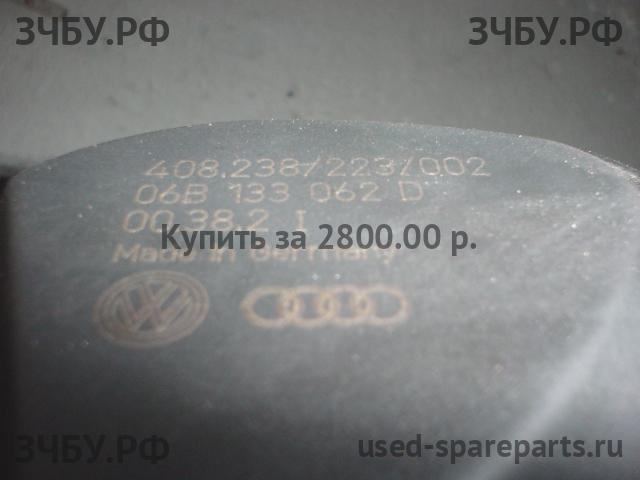 ЗЧБУ.РФ ЗЧБУ.РФ
408.238/223/002
06B 133 062 D
00.38.2 I
Купить за 2800.00 р.
Made in Germany
ЗЧБУ.РФ
used-spareparts.ru